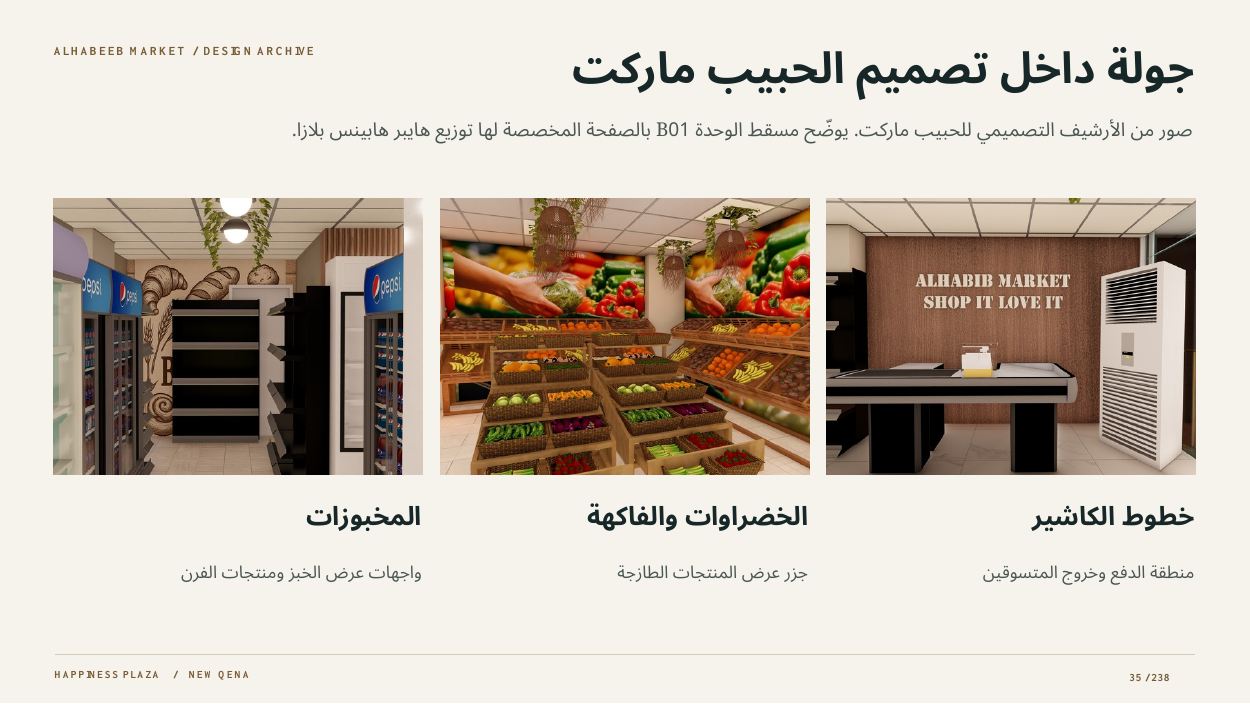 ALHABEEB MARKET / DESIGN ARCHIVE
جولة داخل تصميم الحبيب ماركت
صور من الأرشيف التصميمي للحبيب ماركت. يوضّح مسقط الوحدة B01 بالصفحة المخصصة لها توزيع هايبر هابينس بلازا.
ALHABIB MARKET
SHOP IT LOVE IT
pepsi
pepsi
pepsi
B
خطوط الكاشير
منطقة الدفع وخروج المتسوقين
الخضراوات والفاكهة
جزر عرض المنتجات الطازجة
المخبوزات
واجهات عرض الخبز ومنتجات الفرن
HAPPINESS PLAZA / NEW QENA
35 /238